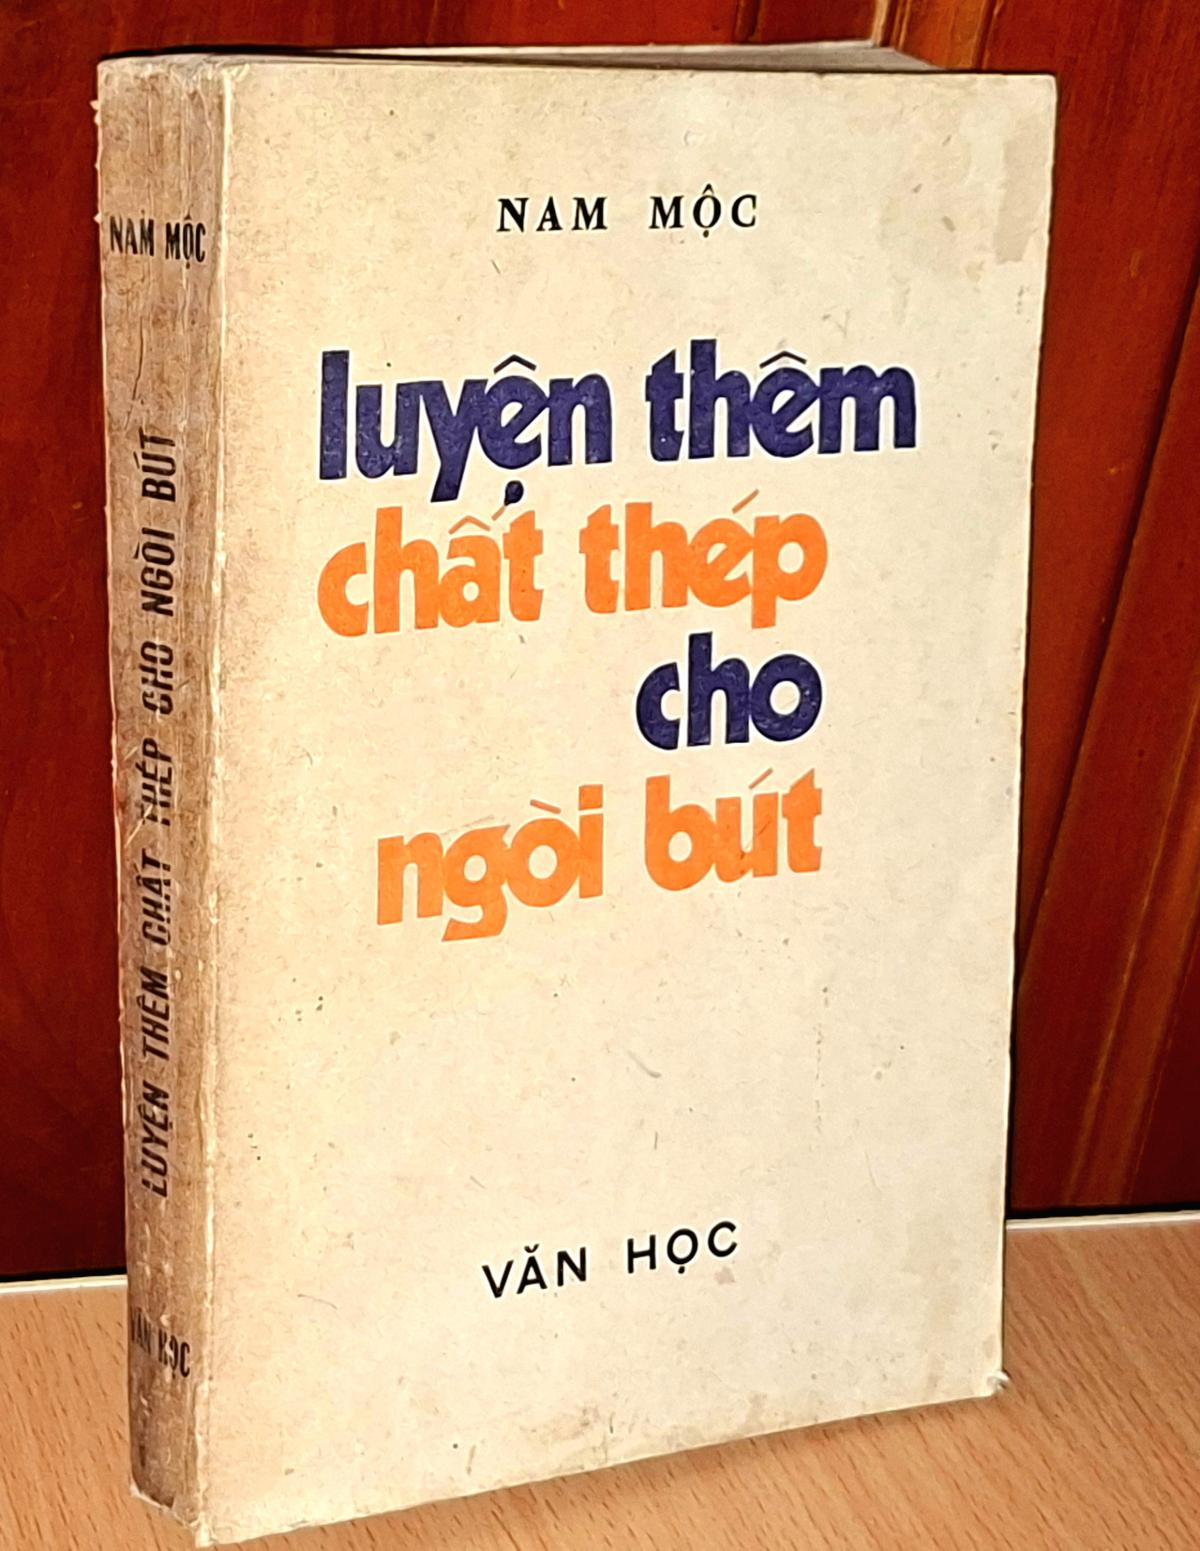 NAM MỘC
luyện thêm
chất thép
cho
ngòi bút
VĂN HỌC
NAM MỘC
LUYỆN THÊM CHẤT THÉP CHO NGÒI BÚT
VĂN HỌC